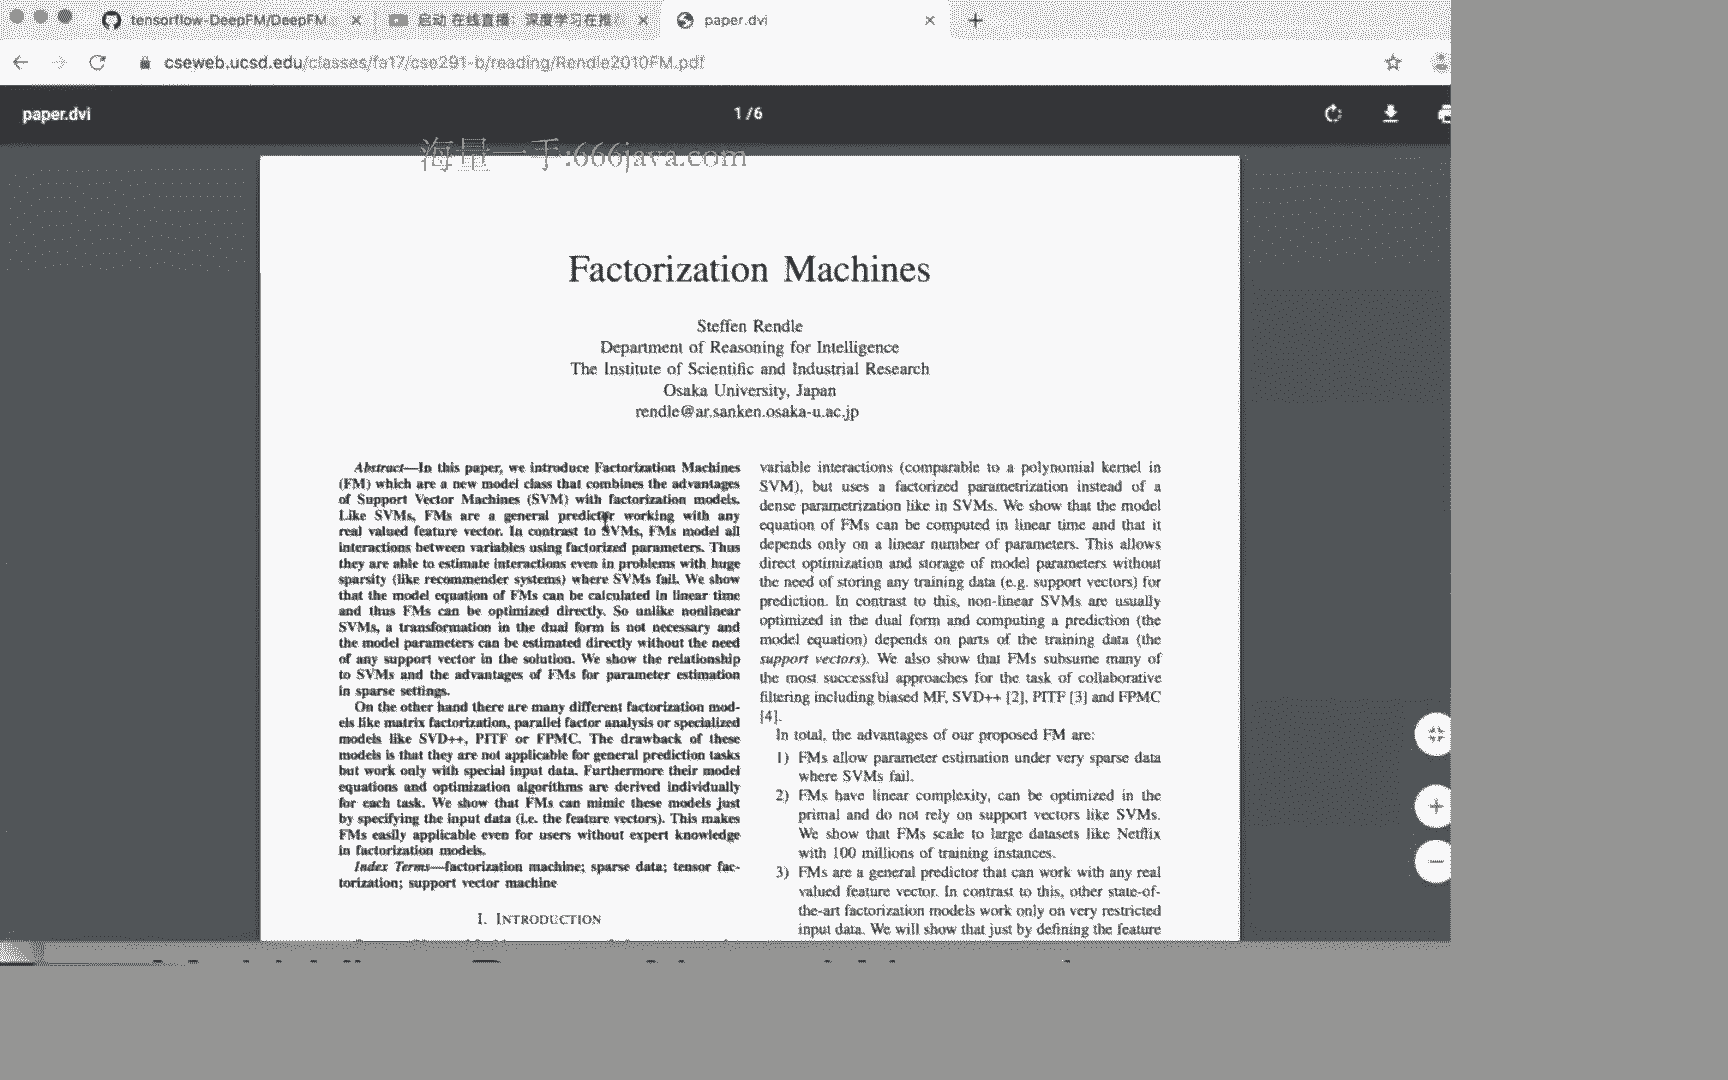 tensorflow-DeepFM/DeepFM
启动 在线直播：深度学习在推
paper.dvi
cseweb.ucsd.edu/classes/fa17/cse291-b/reading/Rendle2010FM.pdf
paper.dvi
1 / 6
海量一手:666java.com
Factorization Machines
Steffen Rendle
Department of Reasoning for Intelligence
The Institute of Scientific and Industrial Research
Osaka University, Japan
rendle@ar.sanken.osaka-u.ac.jp
Abstract—In this paper, we introduce Factorization Machines
(FM) which are a new model class that combines the advantages
of Support Vector Machines (SVM) with factorization models.
Like SVMs, FMs are a general predictor working with any
real valued feature vector. In contrast to SVMs, FMs model all
interactions between variables using factorized parameters. Thus
they are able to estimate interactions even in problems with huge
sparsity (like recommender systems) where SVMs fail. We show
that the model equation of FMs can be calculated in linear time
and thus FMs can be optimized directly. So unlike nonlinear
SVMs, a transformation in the dual form is not necessary and
the model parameters can be estimated directly without the need
of any support vector in the solution. We show the relationship
to SVMs and the advantages of FMs for parameter estimation
in sparse settings.
On the other hand there are many different factorization mod-
els like matrix factorization, parallel factor analysis or specialized
models like SVD++, PITF or FPMC. The drawback of these
models is that they are not applicable for general prediction tasks
but work only with special input data. Furthermore their model
equations and optimization algorithms are derived individually
for each task. We show that FMs can mimic these models just
by specifying the input data (i.e. the feature vectors). This makes
FMs easily applicable even for users without expert knowledge
in factorization models.
Index Terms—factorization machine; sparse data; tensor fac-
torization; support vector machine
I. INTRODUCTION
variable interactions (comparable to a polynomial kernel in
SVM), but uses a factorized parametrization instead of a
dense parametrization like in SVMs. We show that the model
equation of FMs can be computed in linear time and that it
depends only on a linear number of parameters. This allows
direct optimization and storage of model parameters without
the need of storing any training data (e.g. support vectors) for
prediction. In contrast to this, non-linear SVMs are usually
optimized in the dual form and computing a prediction (the
model equation) depends on parts of the training data (the
support vectors). We also show that FMs subsume many of
the most successful approaches for the task of collaborative
filtering including biased MF, SVD++ [2], PITF [3] and FPMC
[4].
In total, the advantages of our proposed FM are:
1) FMs allow parameter estimation under very sparse data
where SVMs fail.
2) FMs have linear complexity, can be optimized in the
primal and do not rely on support vectors like SVMs.
We show that FMs scale to large datasets like Netflix
with 100 millions of training instances.
3) FMs are a general predictor that can work with any real
valued feature vector. In contrast to this, other state-of-
the-art factorization models work only on very restricted
input data. We will show that just by defining the feature